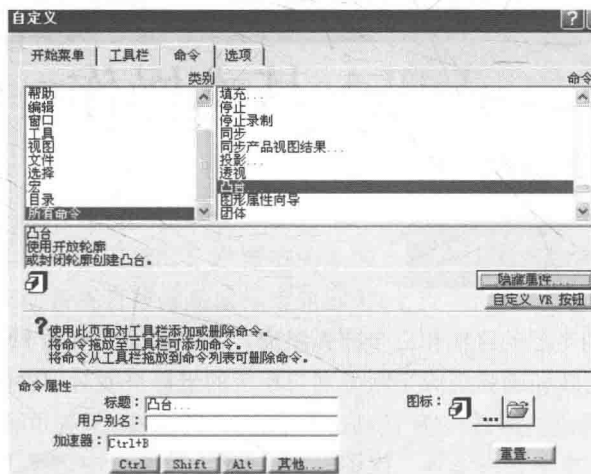 自定义
?
开始菜单 工具栏 命令 选项
类别 命令
帮助
编辑
窗口
工具
视图
文件
选择
宏
目录
所有命令
填充...
停止
停止录制
同步
同步产品视图结果...
投影...
透视
凸台
图形属性向导
团体
凸台
使用开放轮廓
或封闭轮廓创建凸台。
隐藏属性...
自定义 VR 按钮
?使用此页面对工具栏添加或删除命令。
将命令拖放至工具栏可添加命令。
将命令从工具栏拖放到命令列表可删除命令。
命令属性
标题：凸台...
图标：
...
用户别名：
加速器：Ctrl+B
Ctrl Shift Alt 其他...
重置...